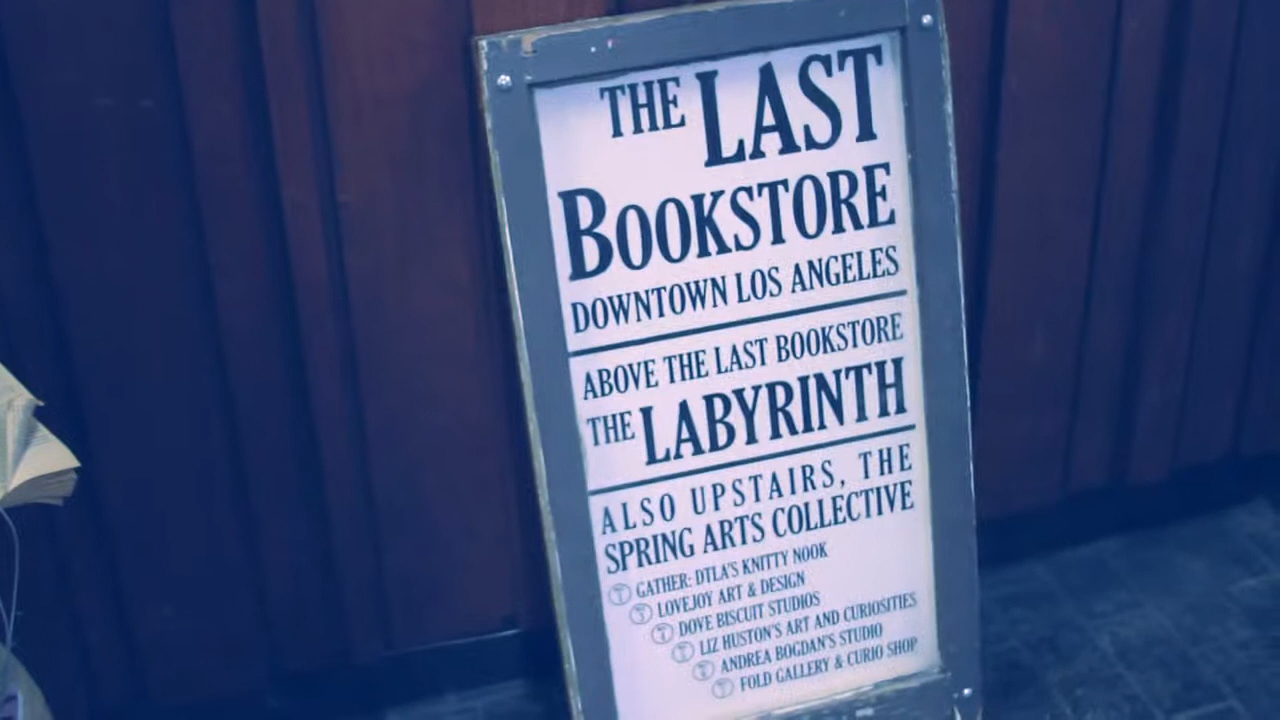 THE LAST
BOOKSTORE
DOWNTOWN LOS ANGELES
ABOVE THE LAST BOOKSTORE
THE LABYRINTH
ALSO UPSTAIRS, THE
SPRING ARTS COLLECTIVE
GATHER: DTLA'S KNITTY NOOK
LOVEJOY ART & DESIGN
DOVE BISCUIT STUDIOS
LIZ HUSTON'S ART AND CURIOSITIES
ANDREA BOGDAN'S STUDIO
FOLD GALLERY & CURIO SHOP